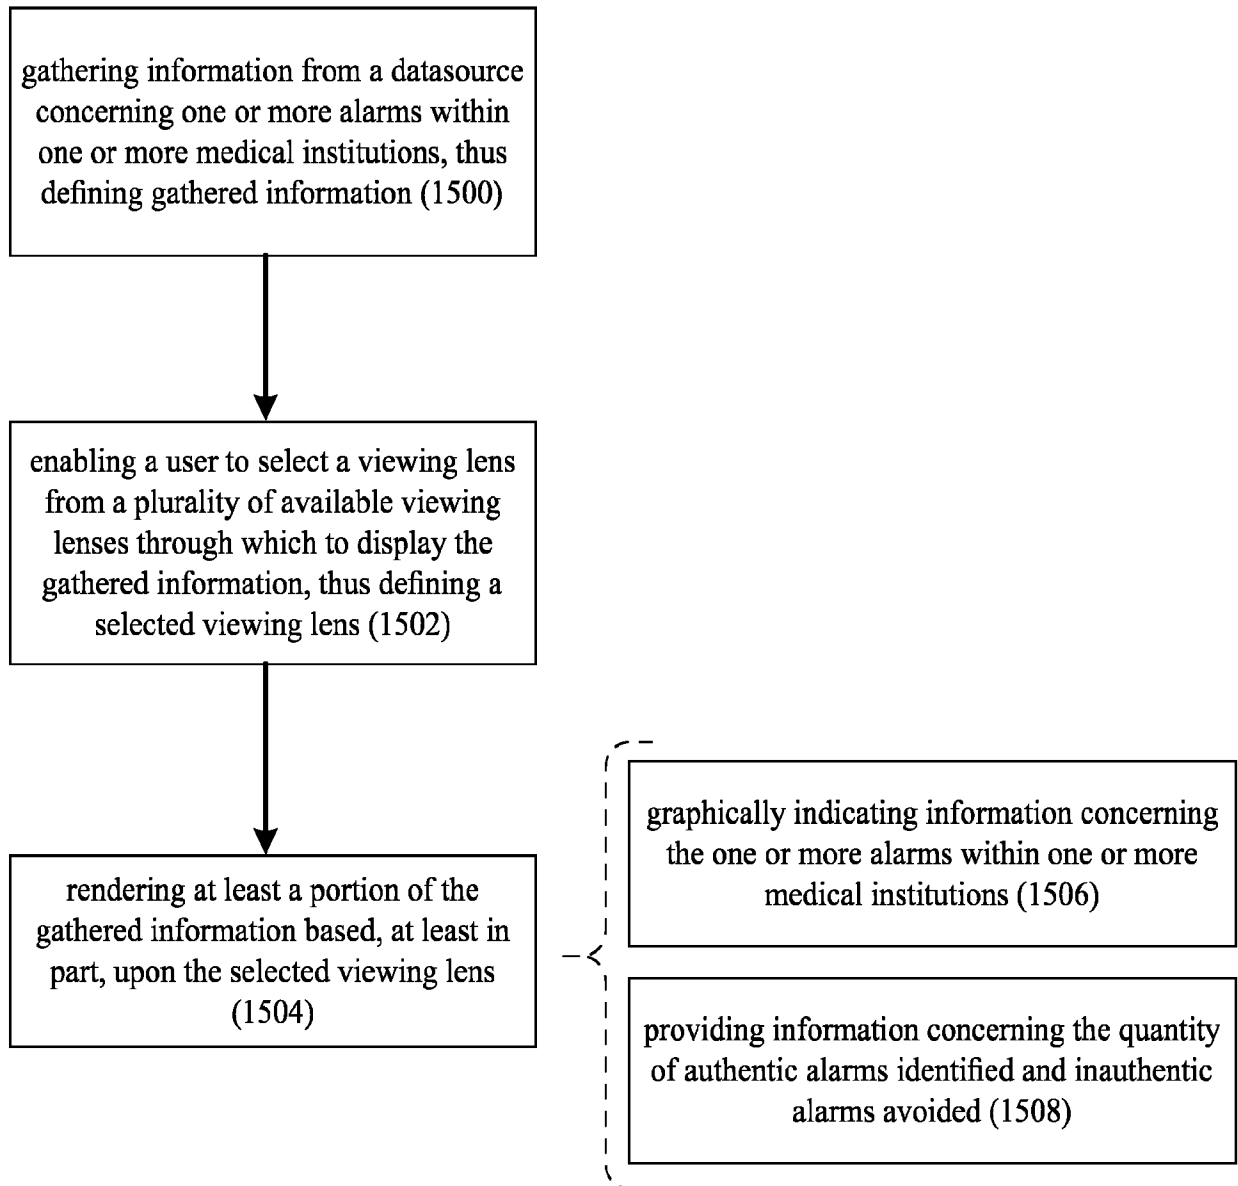 gathering information from a datasource
concerning one or more alarms within
one or more medical institutions, thus
defining gathered information (1500)
enabling a user to select a viewing lens
from a plurality of available viewing
lenses through which to display the
gathered information, thus defining a
selected viewing lens (1502)
rendering at least a portion of the
gathered information based, at least in
part, upon the selected viewing lens
(1504)
graphically indicating information concerning
the one or more alarms within one or more
medical institutions (1506)
providing information concerning the quantity
of authentic alarms identified and inauthentic
alarms avoided (1508)